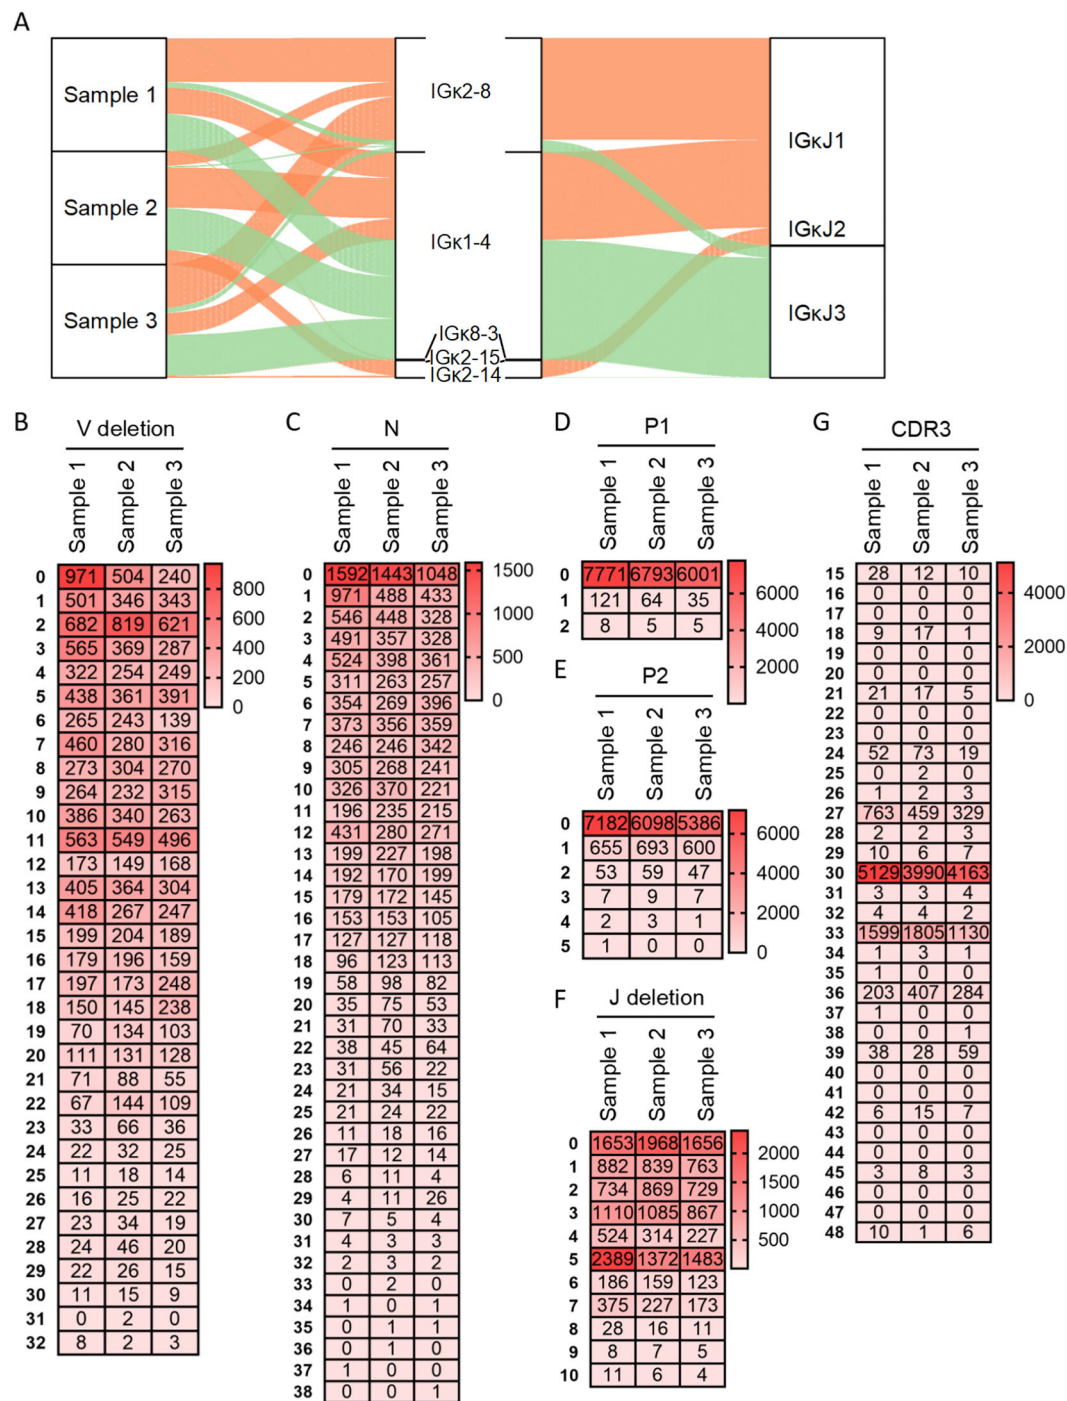 A
Sample 1
Sample 2
Sample 3
IGκ2-8
IGκ1-4
IGκ8-3
IGκ2-15
IGκ2-14
IGκJ1
IGκJ2
IGκJ3
B
V deletion
Sample 1 Sample 2 Sample 3
0 971 504 240
1 501 346 343
2 682 819 621
3 565 369 287
4 322 254 249
5 438 361 391
6 265 243 139
7 460 280 316
8 273 304 270
9 264 232 315
10 386 340 263
11 563 549 496
12 173 149 168
13 405 364 304
14 418 267 247
15 199 204 189
16 179 196 159
17 197 173 248
18 150 145 238
19 70 134 103
20 111 131 128
21 71 88 55
22 67 144 109
23 33 66 36
24 22 32 25
25 11 18 14
26 16 25 22
27 23 34 19
28 24 46 20
29 22 26 15
30 11 15 9
31 0 2 0
32 8 2 3
800
600
400
200
0
C
N
Sample 1 Sample 2 Sample 3
0 1592 1443 1048
1 971 488 433
2 546 448 328
3 491 357 328
4 524 398 361
5 311 263 257
6 354 269 396
7 373 356 359
8 246 246 342
9 305 268 241
10 326 370 221
11 196 235 215
12 431 280 271
13 199 227 198
14 192 170 199
15 179 172 145
16 153 153 105
17 127 127 118
18 96 123 113
19 58 98 82
20 35 75 53
21 31 70 33
22 38 45 64
23 31 56 22
24 21 34 15
25 21 24 22
26 11 18 16
27 17 12 14
28 6 11 4
29 4 11 26
30 7 5 4
31 4 3 3
32 2 3 2
33 0 2 0
34 1 0 1
35 0 1 1
36 0 1 0
37 1 0 0
38 0 0 1
1500
1000
500
0
D
P1
Sample 1 Sample 2 Sample 3
0 7771 6793 6001
1 121 64 35
2 8 5 5
6000
4000
2000
E
P2
Sample 1 Sample 2 Sample 3
0 7182 6098 5386
1 655 693 600
2 53 59 47
3 7 9 7
4 2 3 1
5 1 0 0
6000
4000
2000
0
F
J deletion
Sample 1 Sample 2 Sample 3
0 1653 1968 1656
1 882 839 763
2 734 869 729
3 1110 1085 867
4 524 314 227
5 2389 1372 1483
6 186 159 123
7 375 227 173
8 28 16 11
9 8 7 5
10 11 6 4
2000
1500
1000
500
G
CDR3
Sample 1 Sample 2 Sample 3
15 28 12 10
16 0 0 0
17 0 0 0
18 9 17 1
19 0 0 0
20 0 0 0
21 21 17 5
22 0 0 0
23 0 0 0
24 52 73 19
25 0 2 0
26 1 2 3
27 763 459 329
28 2 2 3
29 10 6 7
30 5129 3990 4163
31 3 3 4
32 4 4 2
33 1599 1805 1130
34 1 3 1
35 1 0 0
36 203 407 284
37 1 0 0
38 0 0 1
39 38 28 59
40 0 0 0
41 0 0 0
42 6 15 7
43 0 0 0
44 0 0 0
45 3 8 3
46 0 0 0
47 0 0 0
48 10 1 6
4000
2000
0